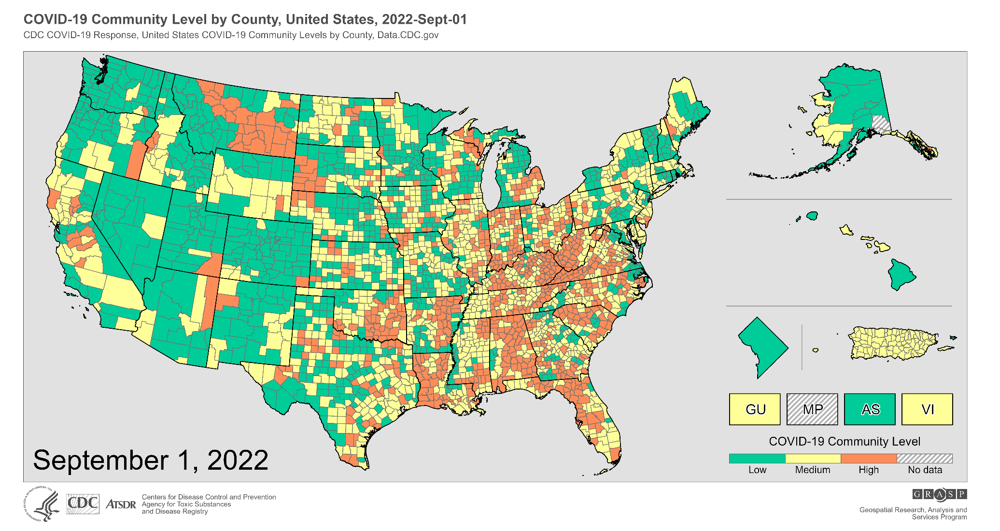 COVID-19 Community Level by County, United States, 2022-Sept-01
CDC COVID-19 Response, United States COVID-19 Community Levels by County, Data.CDC.gov
GU
MP
AS
VI
COVID-19 Community Level
Low
Medium
High
No data
September 1, 2022
CDC
ATSDR
Centers for Disease Control and Prevention
Agency for Toxic Substances
and Disease Registry
GRASP
Geospatial Research, Analysis and
Services Program